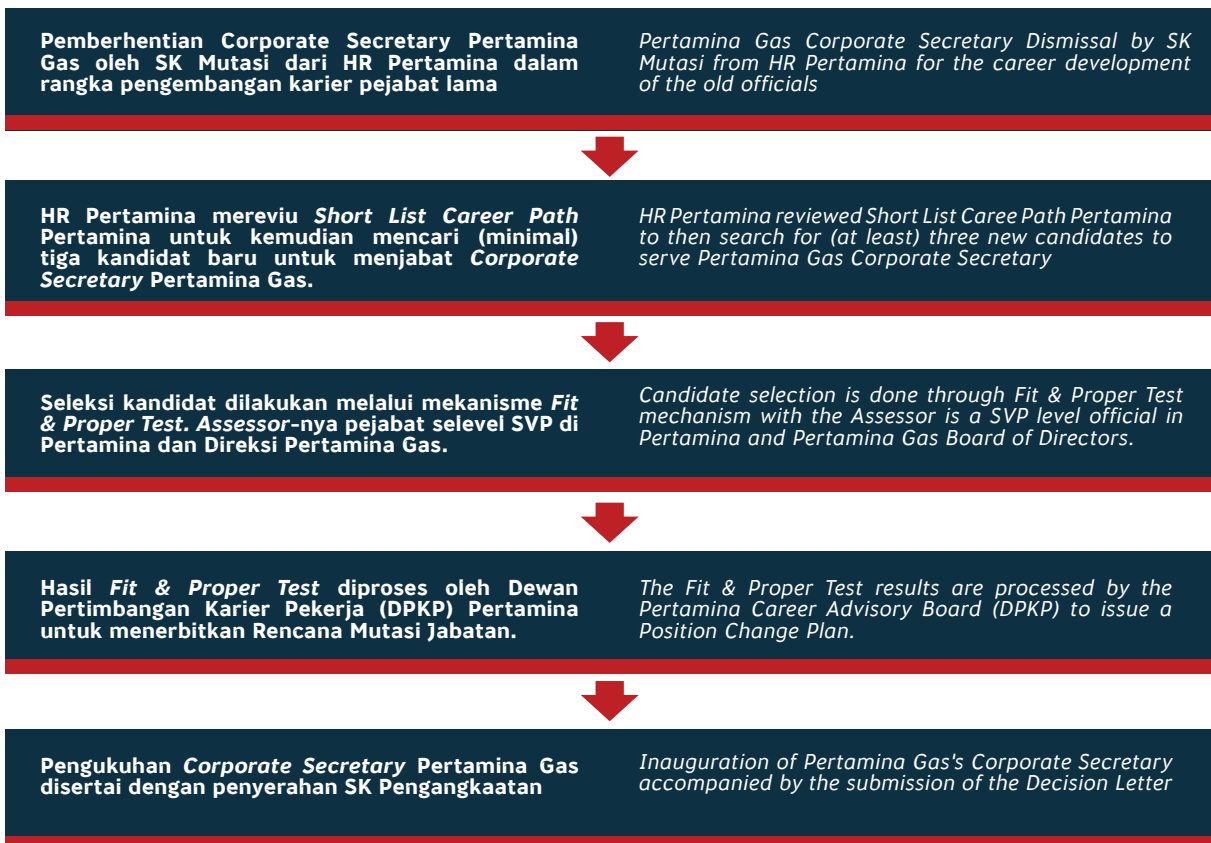 Pemberhentian Corporate Secretary Pertamina
Gas oleh SK Mutasi dari HR Pertamina dalam
rangka pengembangan karier pejabat lama
Pertamina Gas Corporate Secretary Dismissal by SK
Mutasi from HR Pertamina for the career development
of the old officials
HR Pertamina mereviu Short List Career Path
Pertamina untuk kemudian mencari (minimal)
tiga kandidat baru untuk menjabat Corporate
Secretary Pertamina Gas.
HR Pertamina reviewed Short List Caree Path Pertamina
to then search for (at least) three new candidates to
serve Pertamina Gas Corporate Secretary
Seleksi kandidat dilakukan melalui mekanisme Fit
& Proper Test. Assessor-nya pejabat selevel SVP di
Pertamina dan Direksi Pertamina Gas.
Candidate selection is done through Fit & Proper Test
mechanism with the Assessor is a SVP level official in
Pertamina and Pertamina Gas Board of Directors.
Hasil Fit & Proper Test diproses oleh Dewan
Pertimbangan Karier Pekerja (DPKP) Pertamina
untuk menerbitkan Rencana Mutasi Jabatan.
The Fit & Proper Test results are processed by the
Pertamina Career Advisory Board (DPKP) to issue a
Position Change Plan.
Pengukuhan Corporate Secretary Pertamina Gas
disertai dengan penyerahan SK Pengangkaatan
Inauguration of Pertamina Gas's Corporate Secretary
accompanied by the submission of the Decision Letter